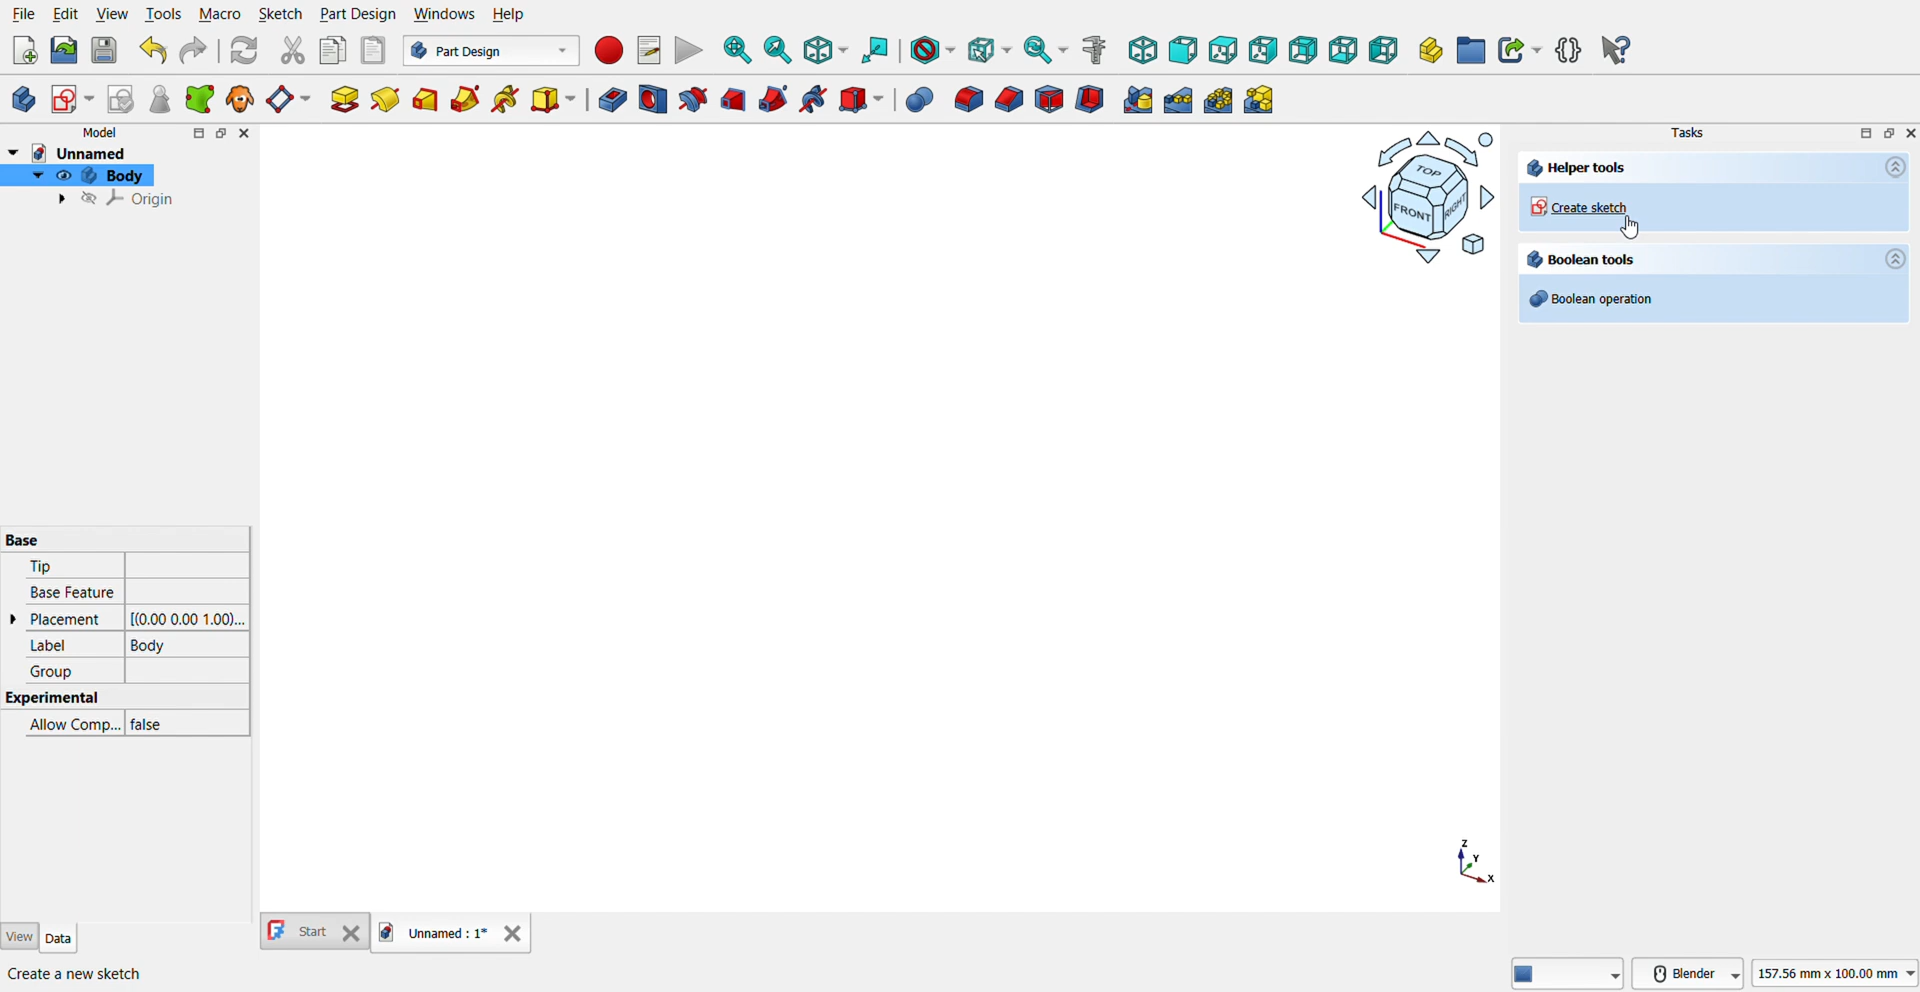 File Edit View Tools Macro Sketch Part Design Windows Help
Part Design
Model
Unnamed
Body
Origin
TOP
FRONT
RIGHT
Tasks
Helper tools
Create sketch
Boolean tools
Boolean operation
Base
Tip
Base Feature
Placement [(0.00 0.00 1.00)...
Label Body
Group
Experimental
Allow Comp... false
Z
Y
X
View Data
Start
Unnamed : 1*
Create a new sketch
Blender
157.56 mm x 100.00 mm